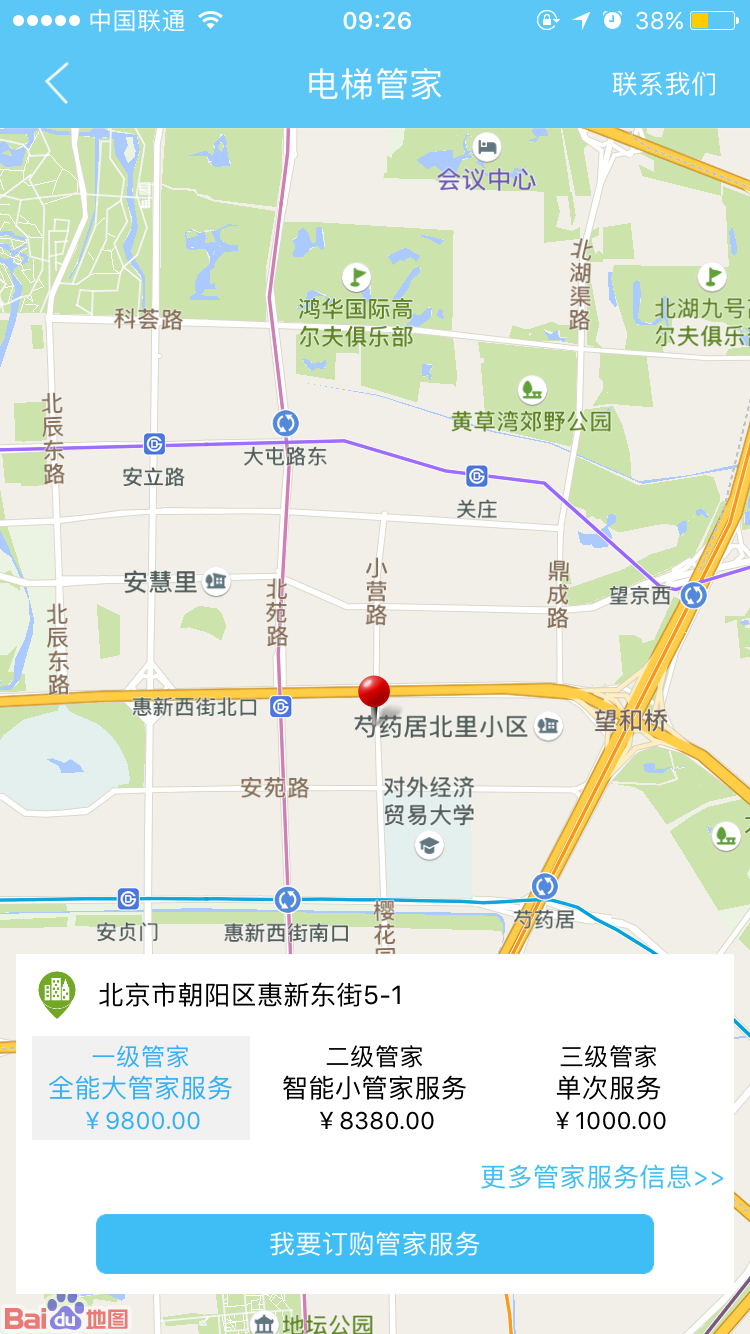 中国联通 09:26 38%
电梯管家 联系我们
会议中心
北湖渠路
鸿华国际高
尔夫俱乐部
北湖九号高
尔夫俱乐部
科荟路
北辰东路
黄草湾郊野公园
大屯路东
安立路
关庄
安慧里
小营路
鼎成路
望京西
北苑路
北辰东路
惠新西街北口
芍药居北里小区
望和桥
安苑路
对外经济
贸易大学
安贞门
惠新西街南口
樱花园
芍药居
北京市朝阳区惠新东街5-1
一级管家
全能大管家服务
¥9800.00
二级管家
智能小管家服务
¥8380.00
三级管家
单次服务
¥1000.00
更多管家服务信息>>
我要订购管家服务
Bai du 地图
地坛公园